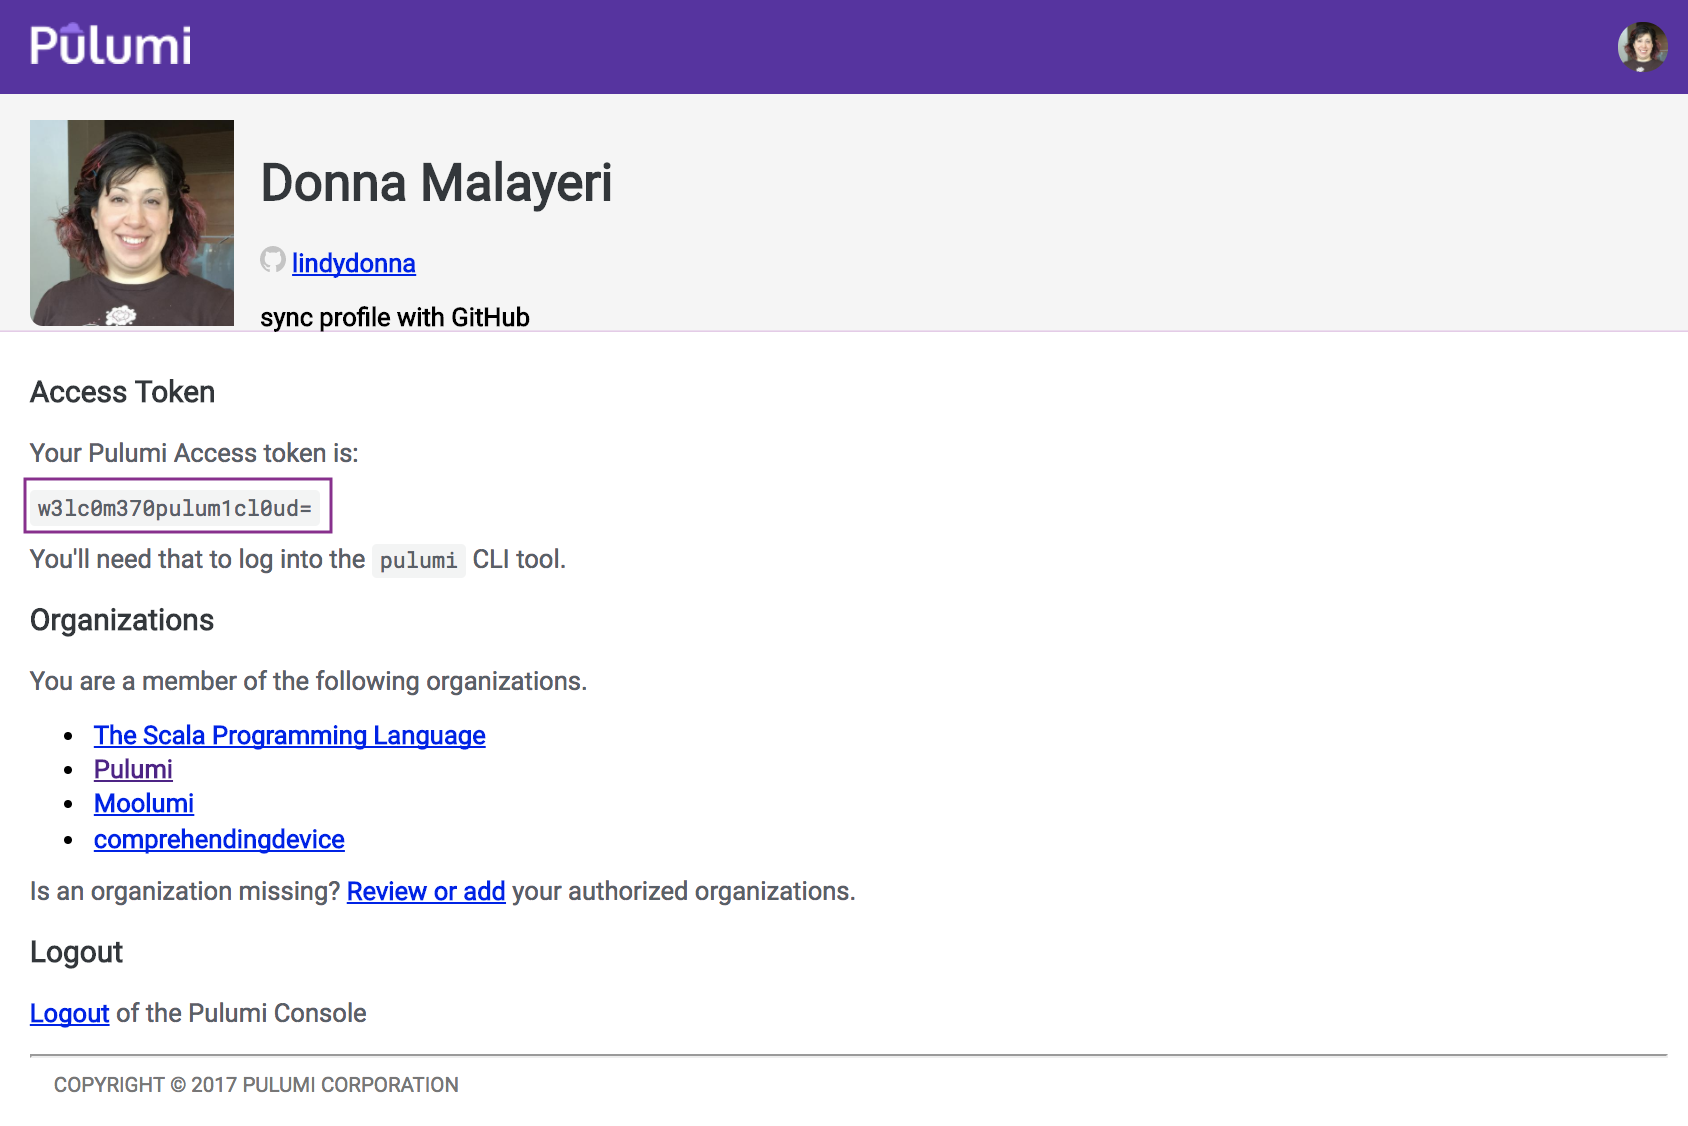 Pulumi
Donna Malayeri
lindydonna
sync profile with GitHub
Access Token
Your Pulumi Access token is:
w3lc0m370pulum1cl0ud=
You'll need that to log into the pulumi CLI tool.
Organizations
You are a member of the following organizations.
• The Scala Programming Language
• Pulumi
• Moolumi
• comprehendingdevice
Is an organization missing? Review or add your authorized organizations.
Logout
Logout of the Pulumi Console
COPYRIGHT © 2017 PULUMI CORPORATION